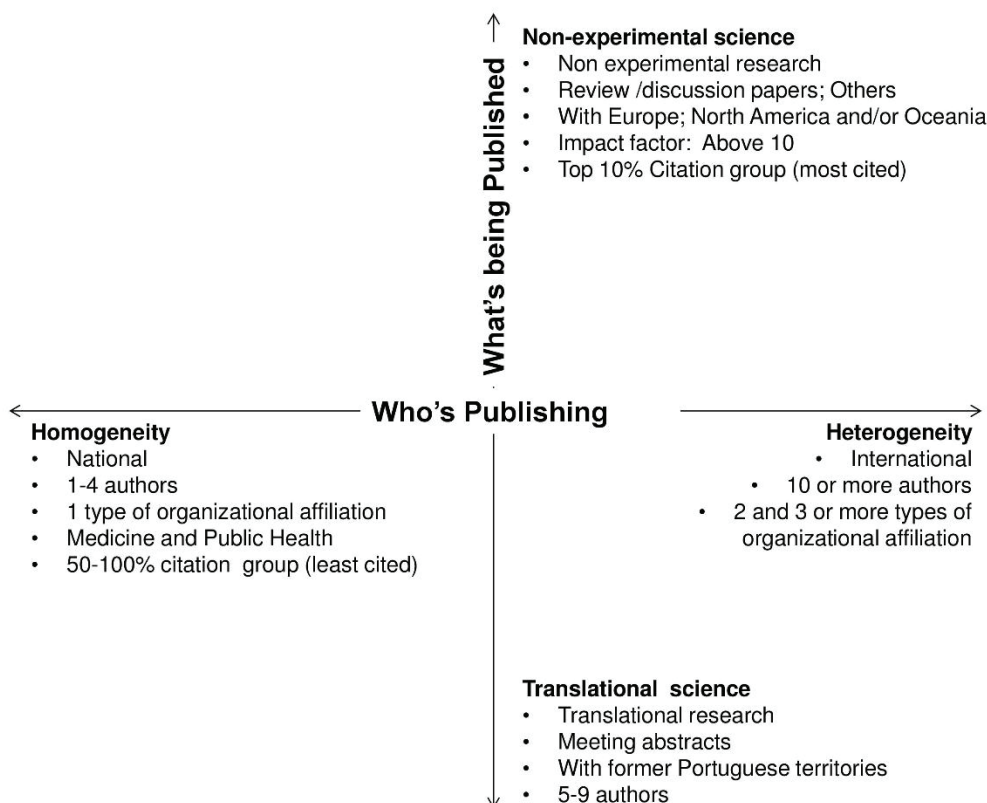 Non-experimental science
• Non experimental research
• Review /discussion papers; Others
• With Europe; North America and/or Oceania
• Impact factor: Above 10
• Top 10% Citation group (most cited)
What's being Published
Who's Publishing
Homogeneity
• National
• 1-4 authors
• 1 type of organizational affiliation
• Medicine and Public Health
• 50-100% citation group (least cited)
Heterogeneity
• International
• 10 or more authors
• 2 and 3 or more types of
organizational affiliation
Translational science
• Translational research
• Meeting abstracts
• With former Portuguese territories
• 5-9 authors